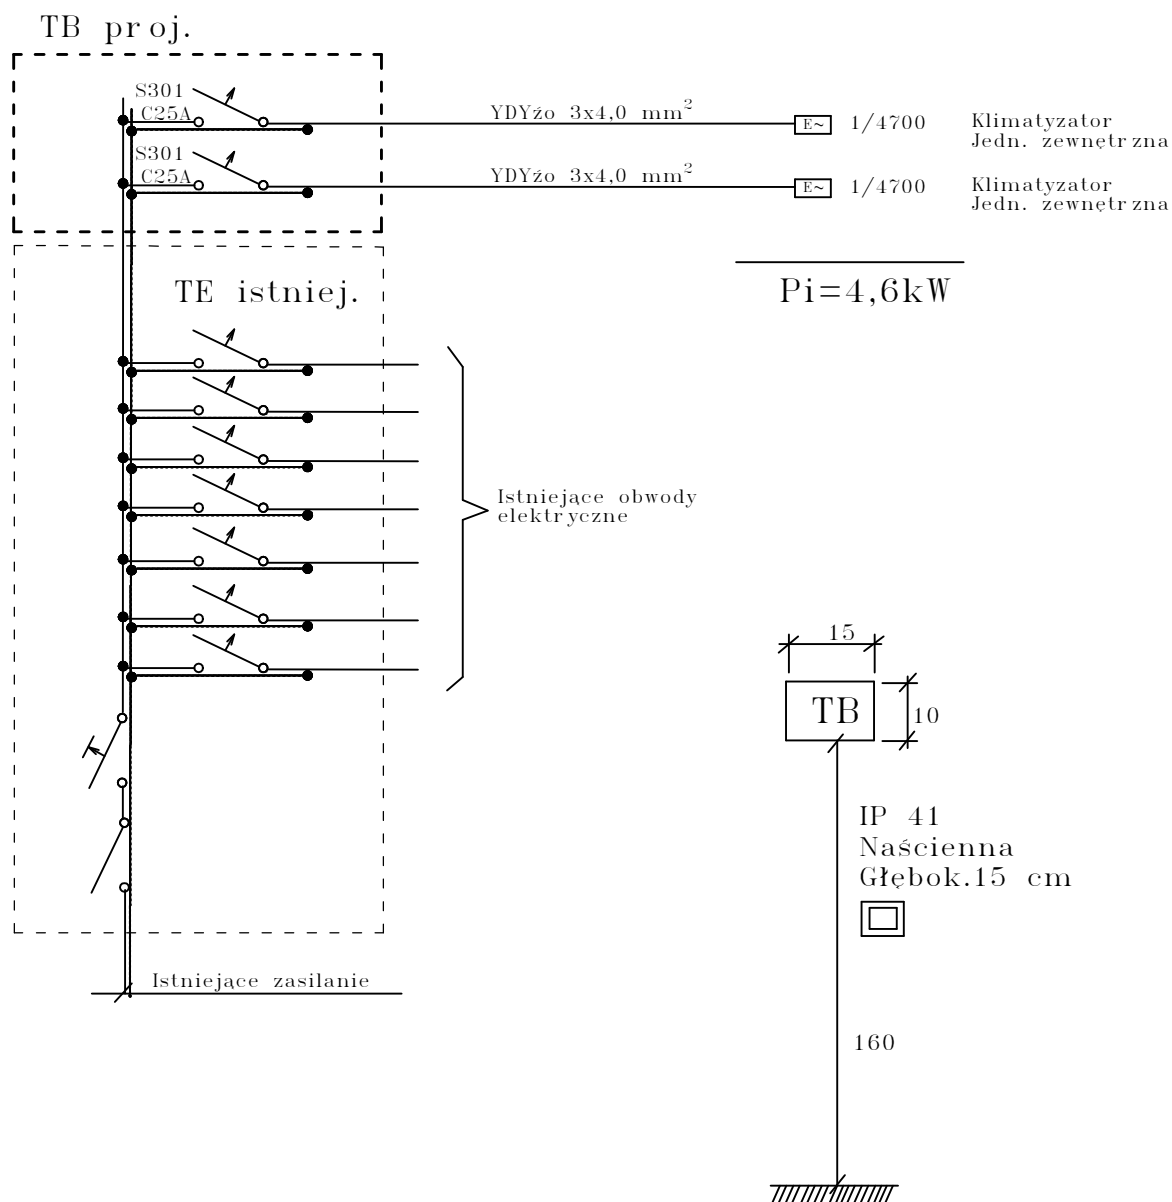 TB proj.
S301
C25A
YDYżo 3x4,0 mm²
E~
1/4700
Klimatyzator
Jedn. zewnętrzna
S301
C25A
YDYżo 3x4,0 mm²
E~
1/4700
Klimatyzator
Jedn. zewnętrzna
Pi=4,6kW
TE istniej.
Istniejące obwody
elektryczne
15
TB
10
IP 41
Naścienna
Głębok.15 cm
160
Istniejące zasilanie